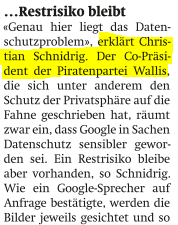 …Restrisiko bleibt
«Genau hier liegt das Daten-
schutzproblem», erklärt Chris-
tian Schnidrig. Der Co-Präsi-
dent der Piratenpartei Wallis,
die sich unter anderem den
Schutz der Privatsphäre auf die
Fahne geschrieben hat, räumt
zwar ein, dass Google in Sachen
Datenschutz sensibler gewor-
den sei. Ein Restrisiko bleibe
aber vorhanden, so Schnidrig.
Wie ein Google-Sprecher auf
Anfrage bestätigte, werden die
Bilder jeweils gesichtet und so